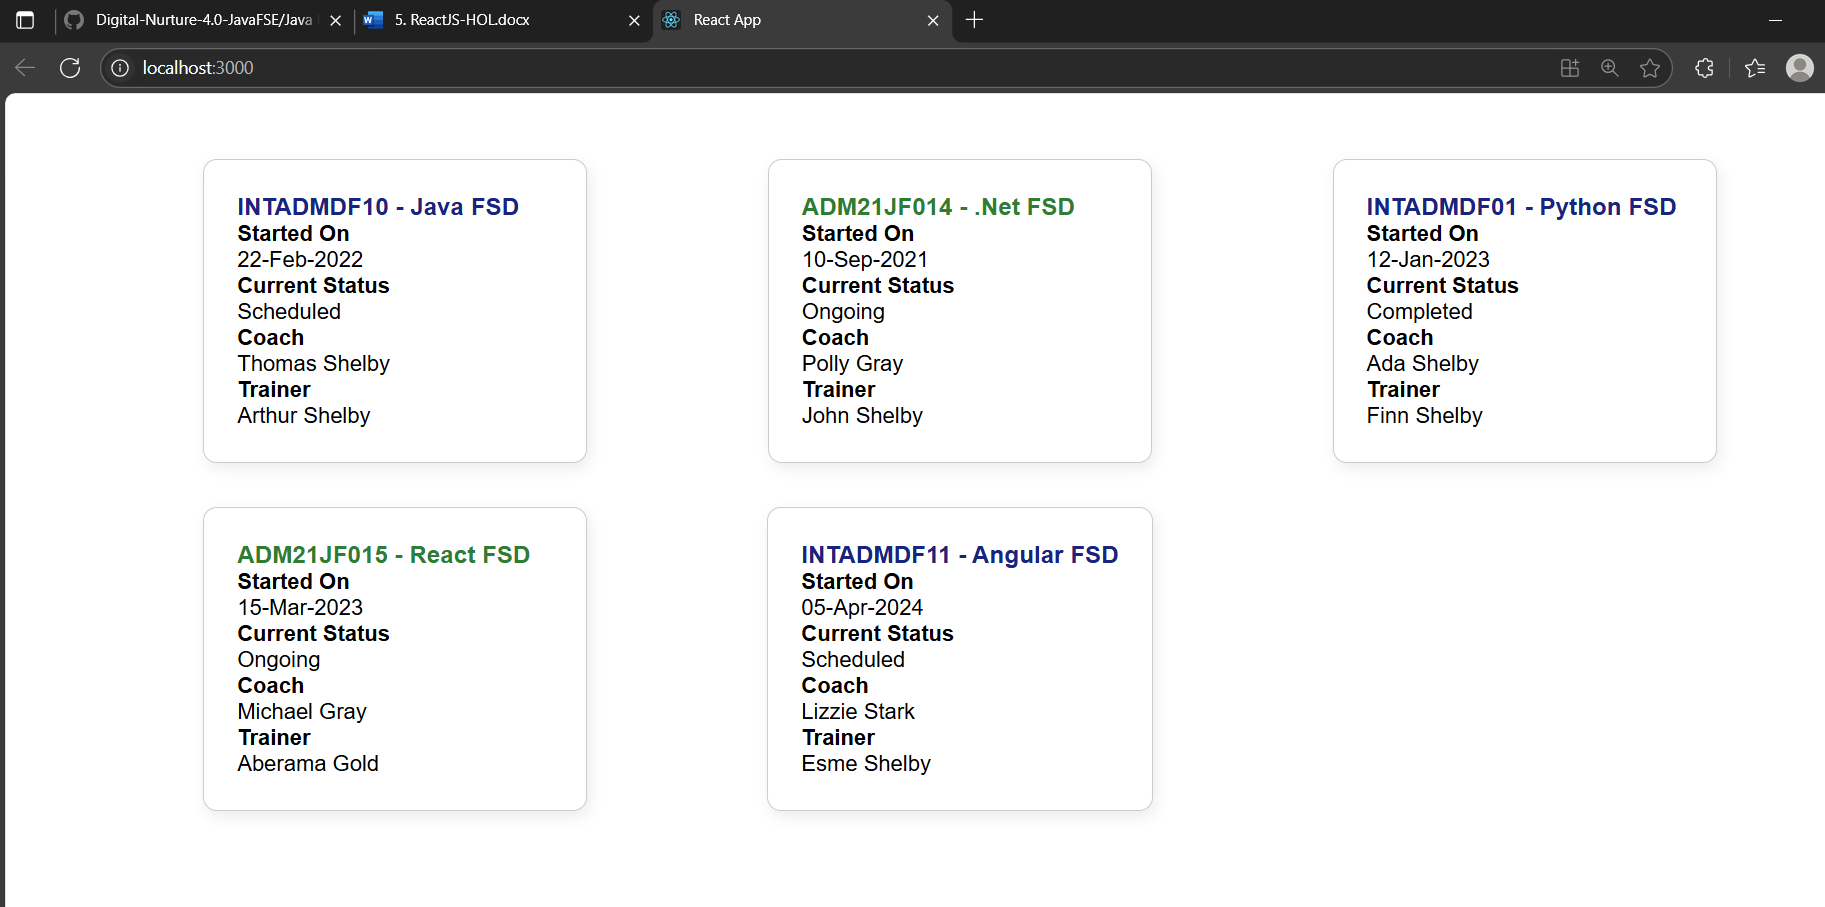 Digital-Nurture-4.0-JavaFSE/Java
5. ReactJS-HOL.docx
React App
localhost:3000
INTADMDF10 - Java FSD
Started On
22-Feb-2022
Current Status
Scheduled
Coach
Thomas Shelby
Trainer
Arthur Shelby
ADM21JF014 - .Net FSD
Started On
10-Sep-2021
Current Status
Ongoing
Coach
Polly Gray
Trainer
John Shelby
INTADMDF01 - Python FSD
Started On
12-Jan-2023
Current Status
Completed
Coach
Ada Shelby
Trainer
Finn Shelby
ADM21JF015 - React FSD
Started On
15-Mar-2023
Current Status
Ongoing
Coach
Michael Gray
Trainer
Aberama Gold
INTADMDF11 - Angular FSD
Started On
05-Apr-2024
Current Status
Scheduled
Coach
Lizzie Stark
Trainer
Esme Shelby